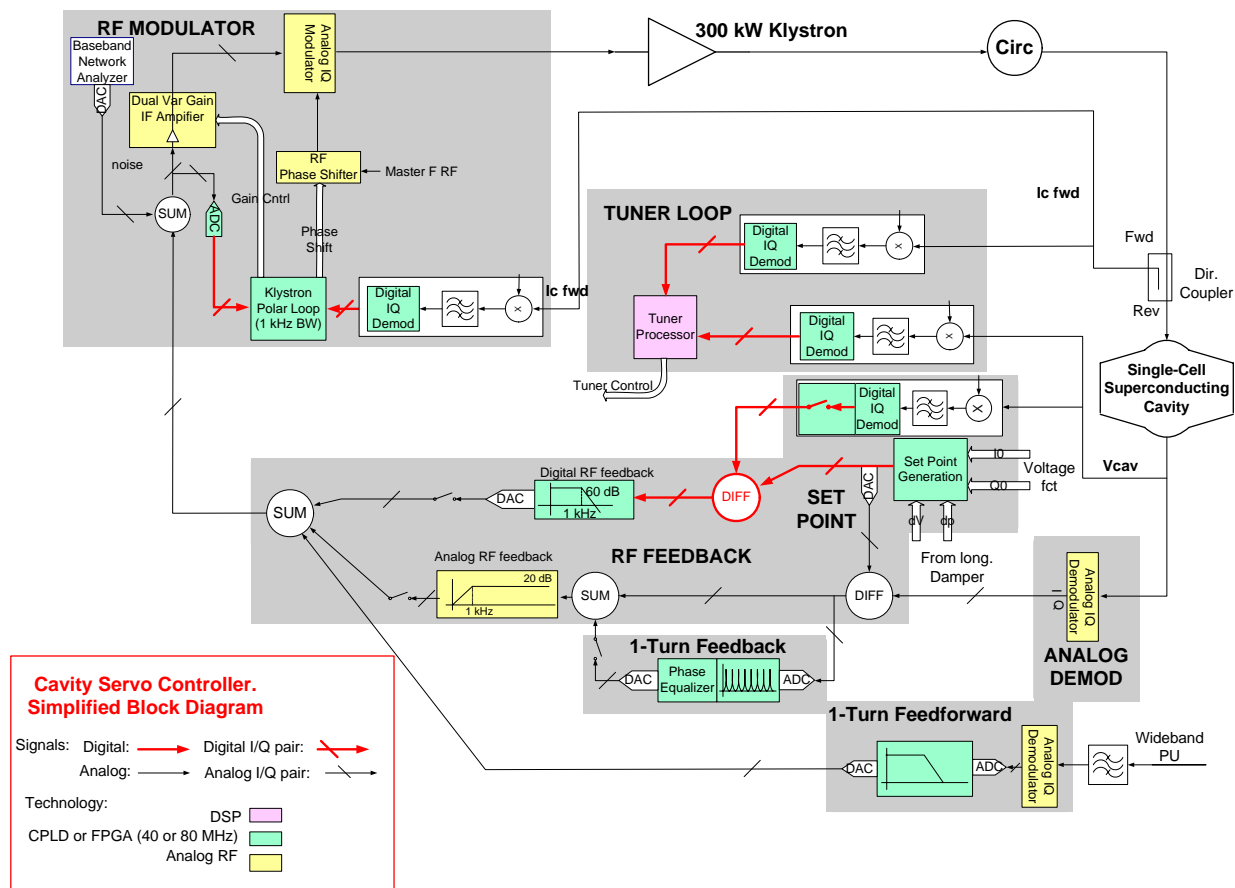 RF MODULATOR
Baseband
Network
Analyzer
DAC
Dual Var Gain
IF Ampifier
Analog IQ
Modulator
300 kW Klystron
Circ
noise
RF
Phase Shifter
Master F RF
SUM
ADC
Gain Cntrl
Phase
Shift
Klystron
Polar Loop
(1 kHz BW)
Digital
IQ
Demod
X
Ic fwd
TUNER LOOP
Digital
IQ
Demod
X
Ic fwd
Fwd
Dir.
Coupler
Rev
Tuner
Processor
Digital
IQ
Demod
X
Tuner Control
Single-Cell
Superconducting
Cavity
Digital
IQ
Demod
X
Set Point
Generation
I0
Q0
Voltage
fct
Vcav
DAC
dV
dp
SET
POINT
From long.
Damper
Digital RF feedback
60 dB
1 kHz
DAC
DIFF
SUM
RF FEEDBACK
Analog RF feedback
20 dB
1 kHz
SUM
DIFF
Analog IQ
Demodulator
I Q
ANALOG
DEMOD
1-Turn Feedback
DAC
Phase
Equalizer
ADC
1-Turn Feedforward
DAC
ADC
Analog IQ
Demodulator
Wideband
PU
Cavity Servo Controller.
Simplified Block Diagram
Signals: Digital: Digital I/Q pair:
Analog: Analog I/Q pair:
Technology:
DSP
CPLD or FPGA (40 or 80 MHz)
Analog RF